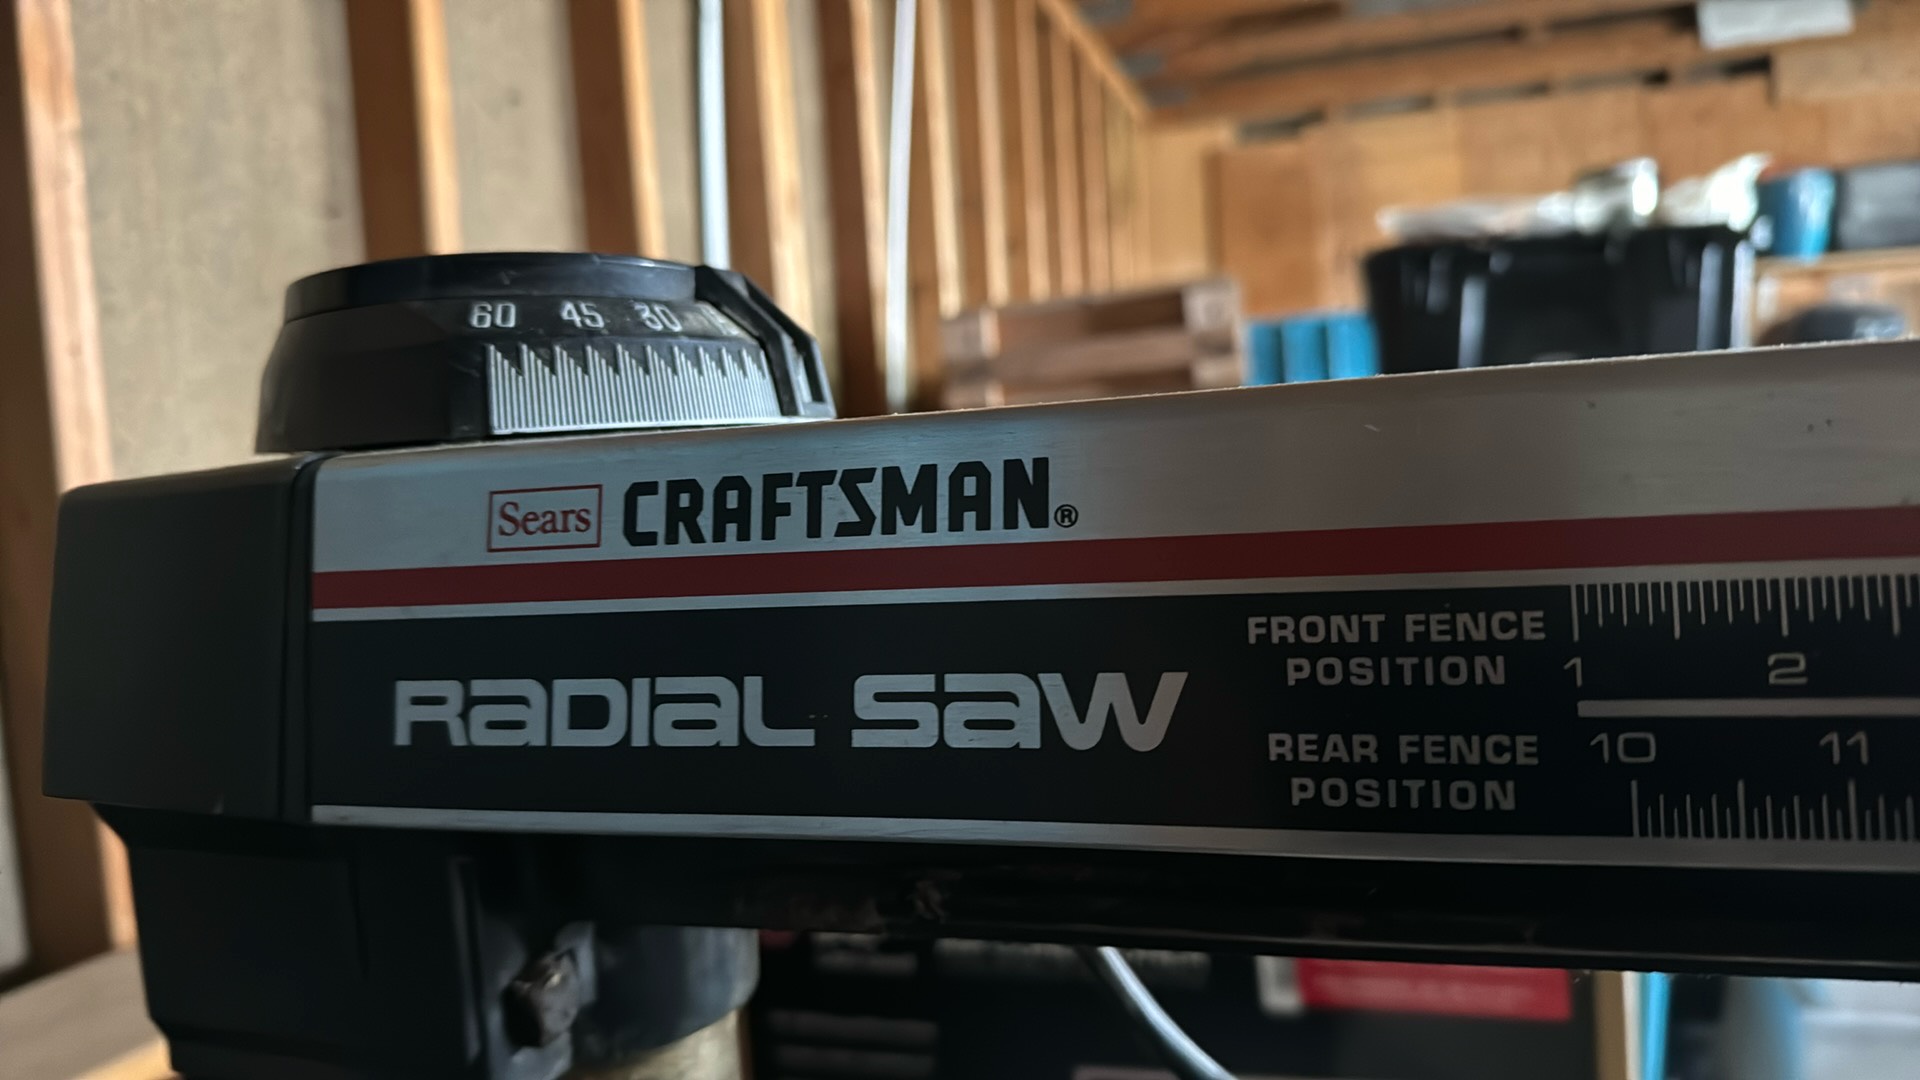 60 45 30
Sears CRAFTSMAN®
RADIAL SAW
FRONT FENCE
POSITION
1 2
REAR FENCE
POSITION
10 11